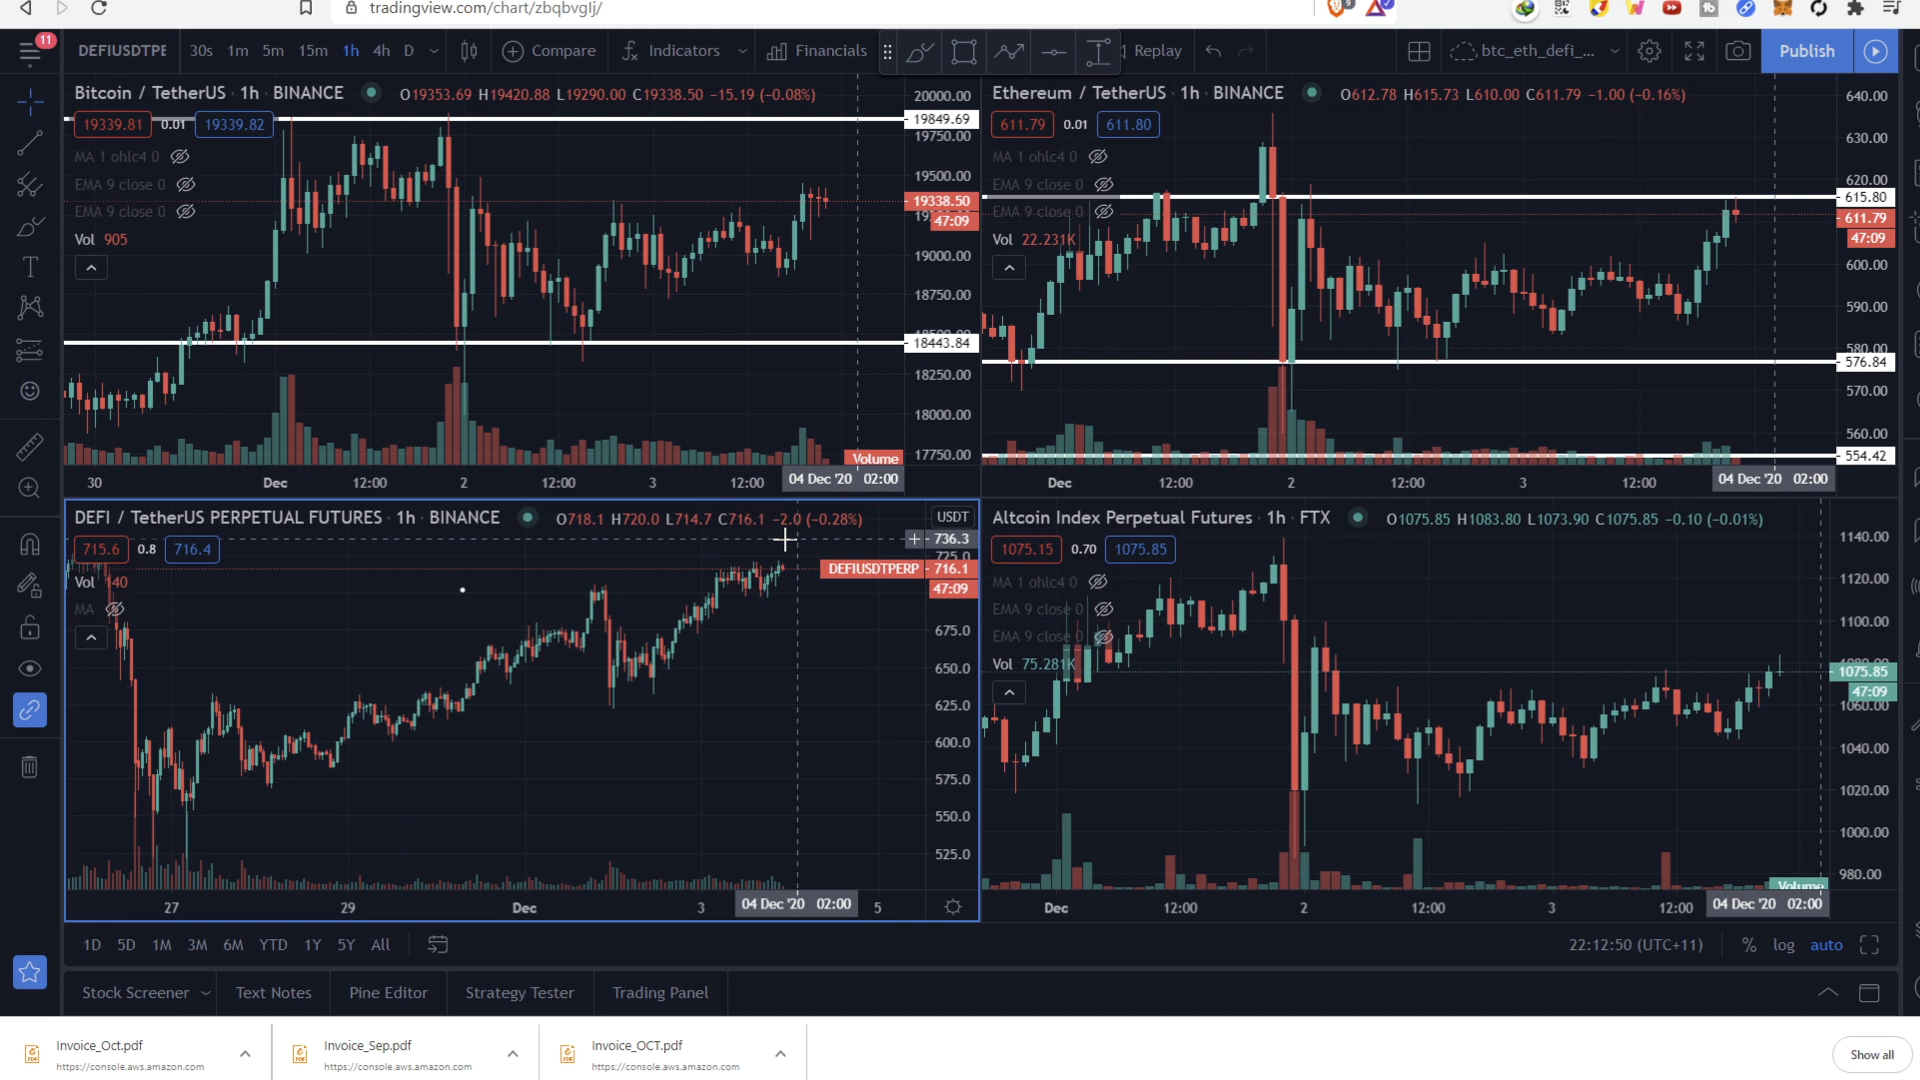 tradingview.com/chart/zbqbvglj/
11
DEFIUSDTPE 30s 1m 5m 15m 1h 4h D Compare Indicators Financials Replay btc_eth_defi_... Publish
Bitcoin / TetherUS · 1h · BINANCE O19353.69 H19420.88 L19290.00 C19338.50 −15.19 (−0.08%)
19339.81 0.01 19339.82
MA 1 ohlc4 0
EMA 9 close 0
EMA 9 close 0
Vol 905
20000.00
19849.69
19750.00
19500.00
19338.50
47:09
19000.00
18750.00
18500.00
18443.84
18250.00
18000.00
17750.00
Volume
30 Dec 12:00 2 12:00 3 12:00 04 Dec '20 02:00
Ethereum / TetherUS · 1h · BINANCE O612.78 H615.73 L610.00 C611.79 −1.00 (−0.16%)
611.79 0.01 611.80
MA 1 ohlc4 0
EMA 9 close 0
EMA 9 close 0
Vol 22.231K
640.00
630.00
620.00
615.80
611.79
47:09
600.00
590.00
580.00
576.84
570.00
560.00
554.42
Dec 12:00 2 12:00 3 12:00 04 Dec '20 02:00
DEFI / TetherUS PERPETUAL FUTURES · 1h · BINANCE O718.1 H720.0 L714.7 C716.1 −2.0 (−0.28%)
715.6 0.8 716.4
Vol 140
MA
USDT
736.3
725.0
DEFIUSDTPERP 716.1
47:09
675.0
650.0
625.0
600.0
575.0
550.0
525.0
27 29 Dec 3 04 Dec '20 02:00 5
Altcoin Index Perpetual Futures · 1h · FTX O1075.85 H1083.80 L1073.90 C1075.85 −0.10 (−0.01%)
1075.15 0.70 1075.85
MA 1 ohlc4 0
EMA 9 close 0
EMA 9 close 0
Vol 75.281K
1140.00
1120.00
1100.00
1075.85
47:09
1060.00
1040.00
1020.00
1000.00
980.00
Volume
Dec 12:00 2 12:00 3 12:00 04 Dec '20 02:00
1D 5D 1M 3M 6M YTD 1Y 5Y All 22:12:50 (UTC+11) % log auto
Stock Screener Text Notes Pine Editor Strategy Tester Trading Panel
Invoice_Oct.pdf
https://console.aws.amazon.com
Invoice_Sep.pdf
https://console.aws.amazon.com
Invoice_OCT.pdf
https://console.aws.amazon.com
Show all